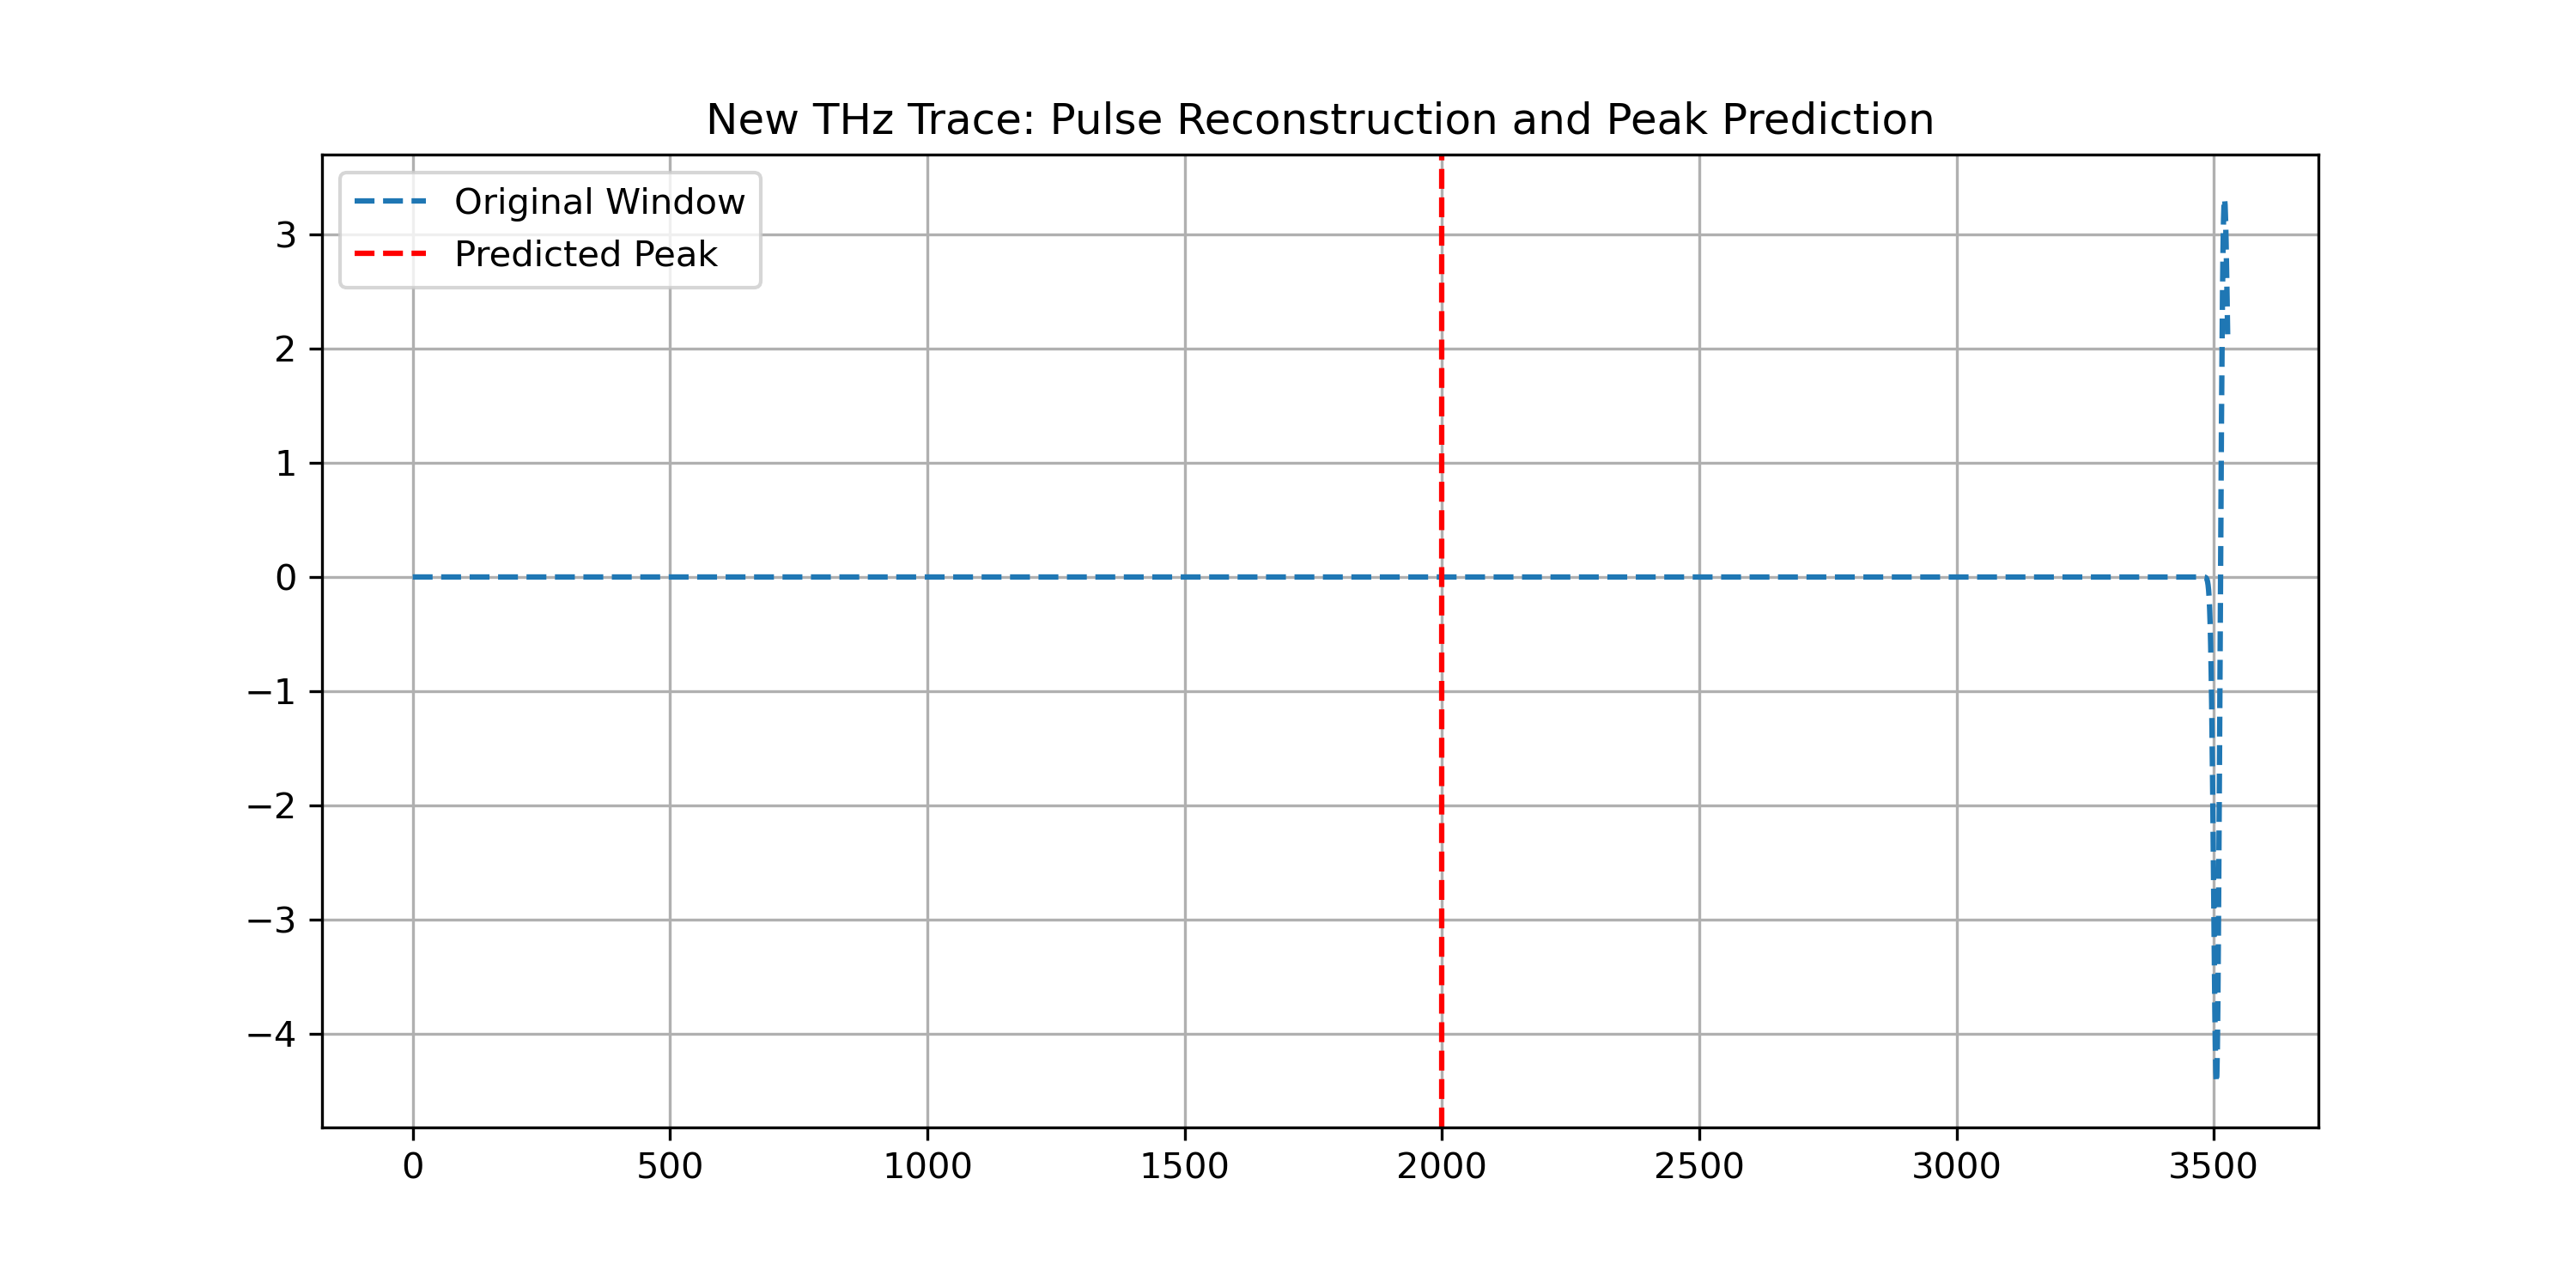 New THz Trace: Pulse Reconstruction and Peak Prediction
Original Window
Predicted Peak
3
2
1
0
−1
−2
−3
−4
0 500 1000 1500 2000 2500 3000 3500